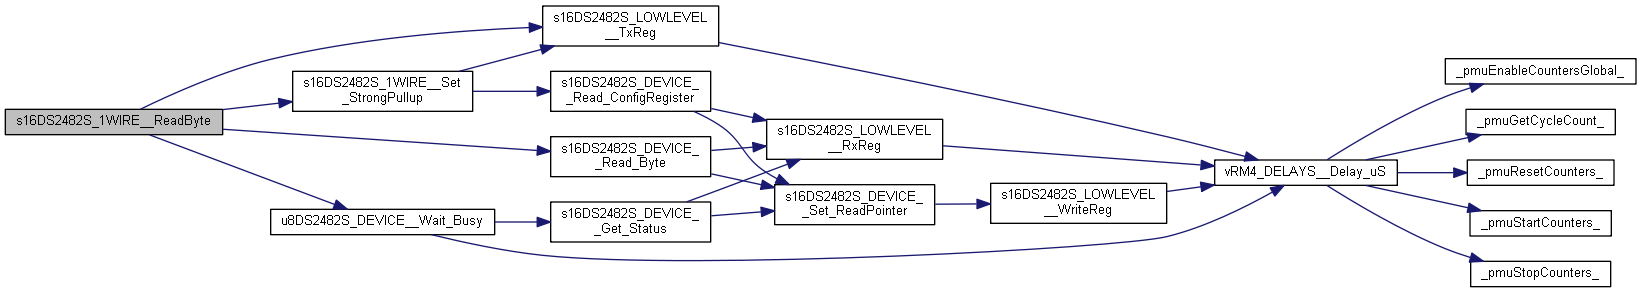 s16DS2482S_1WIRE__ReadByte
s16DS2482S_LOWLEVEL
__TxReg
s16DS2482S_1WIRE__Set
_StrongPullup
s16DS2482S_DEVICE_
_Read_ConfigRegister
s16DS2482S_DEVICE_
_Read_Byte
u8DS2482S_DEVICE__Wait_Busy
s16DS2482S_DEVICE_
_Get_Status
s16DS2482S_LOWLEVEL
__RxReg
s16DS2482S_DEVICE_
_Set_ReadPointer
s16DS2482S_LOWLEVEL
__WriteReg
vRM4_DELAYS__Delay_uS
_pmuEnableCountersGlobal_
_pmuGetCycleCount_
_pmuResetCounters_
_pmuStartCounters_
_pmuStopCounters_